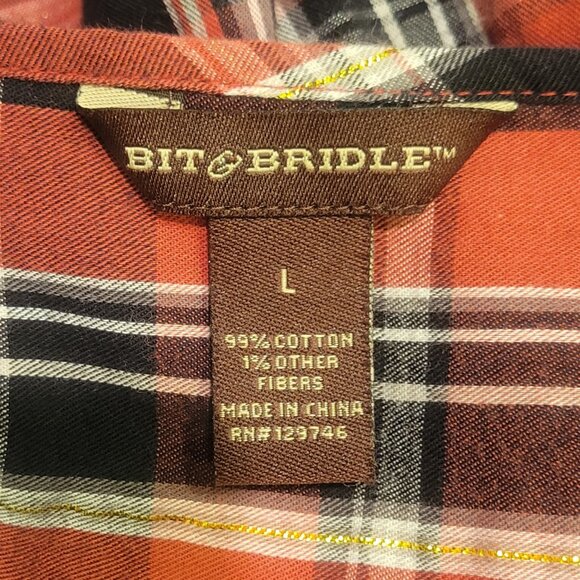 BIT & BRIDLE™
L
99% COTTON
1% OTHER
FIBERS
MADE IN CHINA
RN#129746